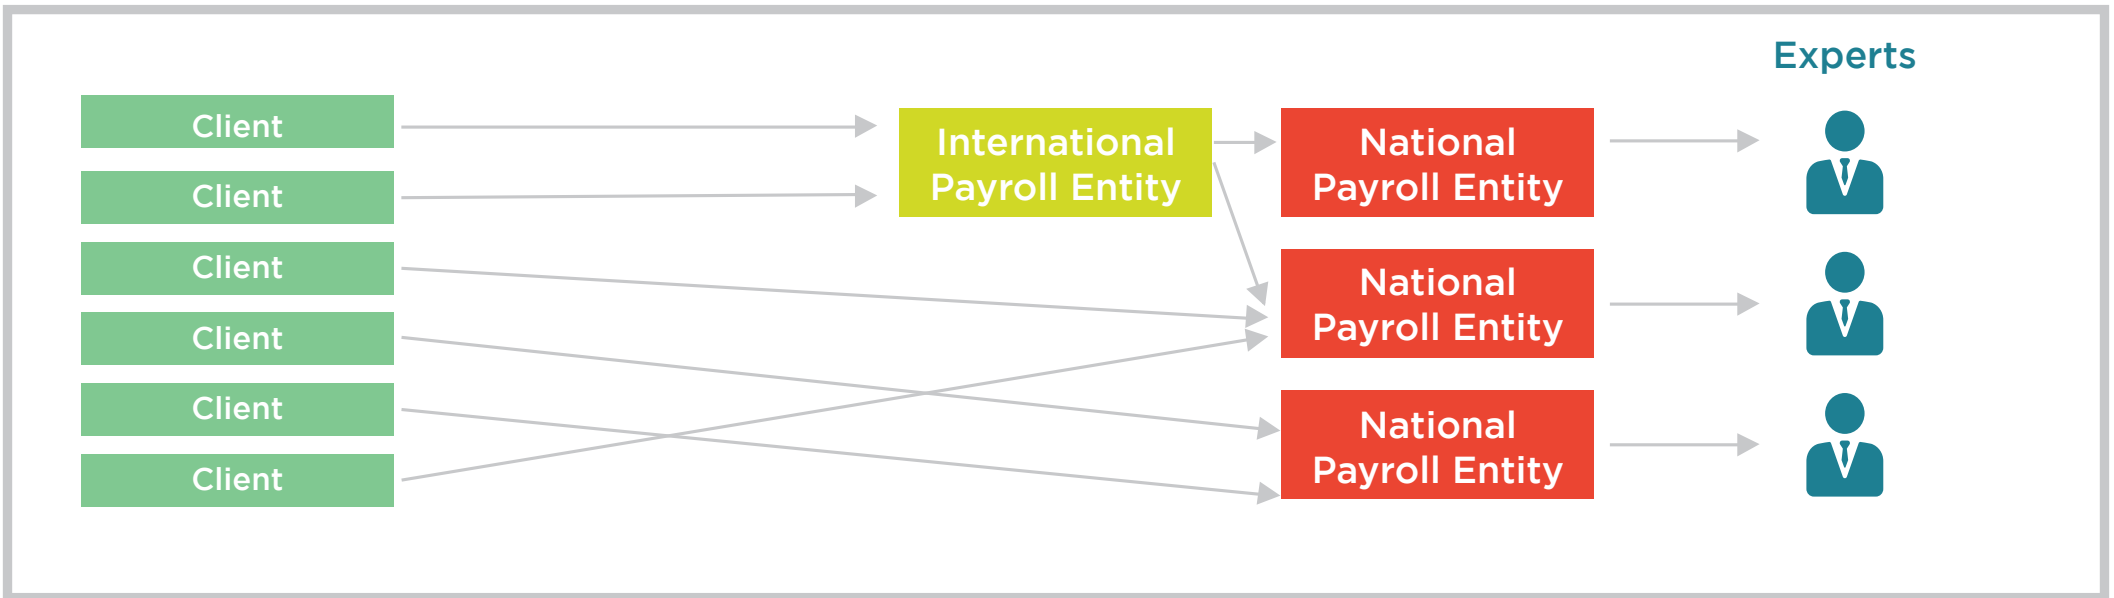 Experts
Client
Client
Client
Client
Client
Client
International
Payroll Entity
National
Payroll Entity
National
Payroll Entity
National
Payroll Entity